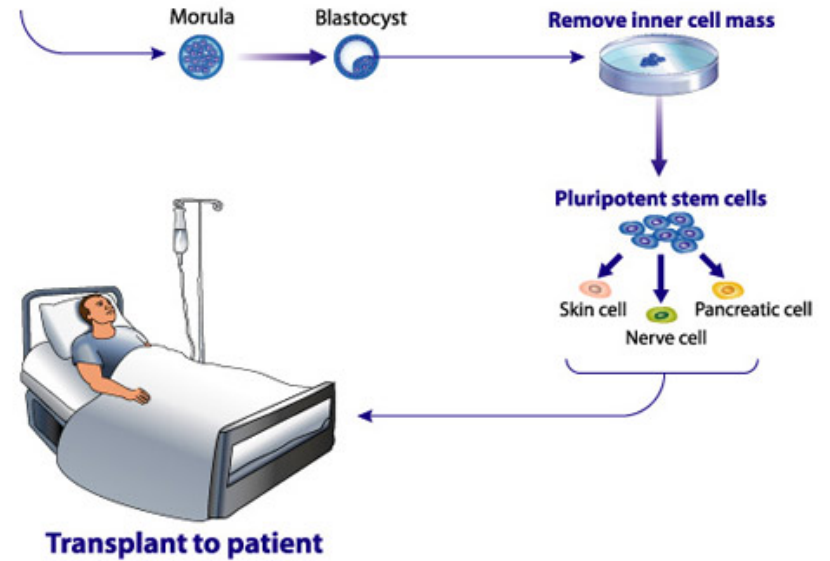 Morula
Blastocyst
Remove inner cell mass
Pluripotent stem cells
Skin cell
Nerve cell
Pancreatic cell
Transplant to patient